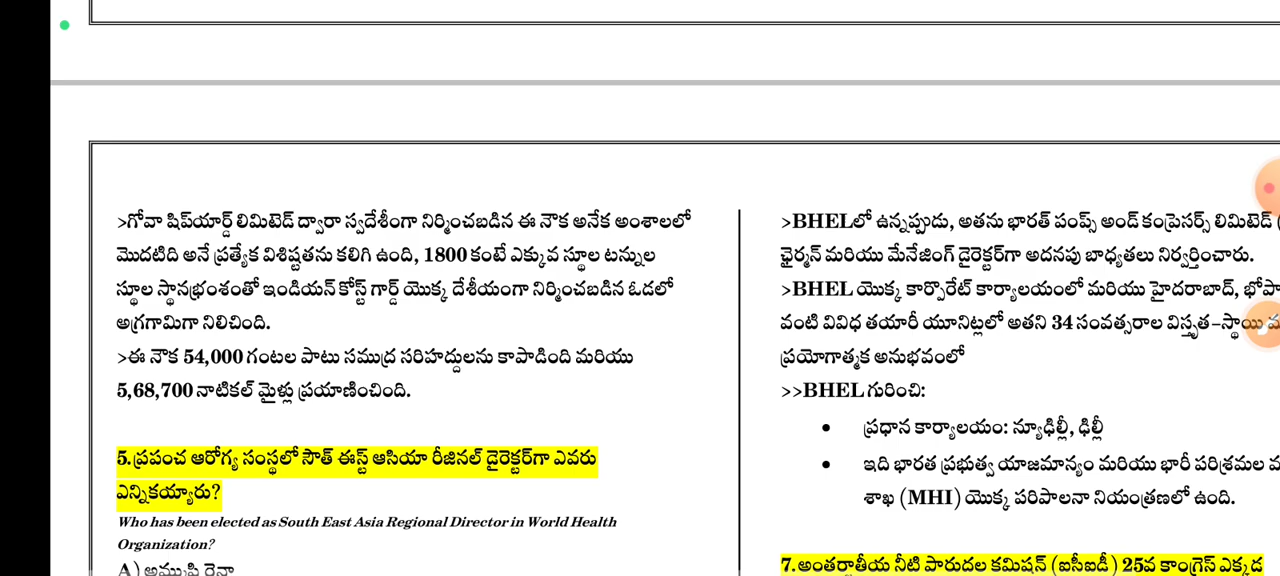 >గోవా షిప్‌యార్డ్ లిమిటెడ్ ద్వారా స్వదేశీంగా నిర్మించబడిన ఈ నౌక అనేక అంశాలలో
మొదటిది అనే ప్రత్యేక విశిష్టతను కలిగి ఉంది, 1800 కంటే ఎక్కువ స్థూల టన్నుల
స్థూల స్థానభ్రంశంతో ఇండియన్ కోస్ట్ గార్డ్ యొక్క దేశీయంగా నిర్మించబడిన ఓడలలో
అగ్రగామిగా నిలిచింది.
>ఈ నౌక 54,000 గంటల పాటు సముద్ర సరిహద్దులను కాపాడింది మరియు
5,68,700 నాటికల్ మైళ్లు ప్రయాణించింది.
5.ప్రపంచ ఆరోగ్య సంస్థలో సౌత్ ఈస్ట్ ఆసియా రీజినల్ డైరెక్టర్‌గా ఎవరు
ఎన్నికయ్యారు?
Who has been elected as South East Asia Regional Director in World Health
Organization?
A)
>BHELలో ఉన్నప్పుడు, అతను భారత్ పంప్స్ అండ్ కంప్రెసర్స్ లిమిటెడ్
ఛైర్మన్ మరియు మేనేజింగ్ డైరెక్టర్‌గా అదనపు బాధ్యతలు నిర్వర్తించారు.
>BHEL యొక్క కార్పొరేట్ కార్యాలయంలో మరియు హైదరాబాద్,
వంటి వివిధ తయారీ యూనిట్లలో అతని 34 సంవత్సరాల విస్తృత-స్థాయి
ప్రయోగాత్మక అనుభవంలో
>>BHEL గురించి:
• ప్రధాన కార్యాలయం: న్యూఢిల్లీ, ఢిల్లీ
• ఇది భారత ప్రభుత్వ యాజమాన్యం మరియు భారీ పరిశ్రమల
శాఖ (MHI) యొక్క పరిపాలనా నియంత్రణలో ఉంది.
7.అంతర్జాతీయ నీటి పారుదల కమిషన్ (ఐసీఐడీ) 25వ కాంగ్రెస్ ఎక్కడ